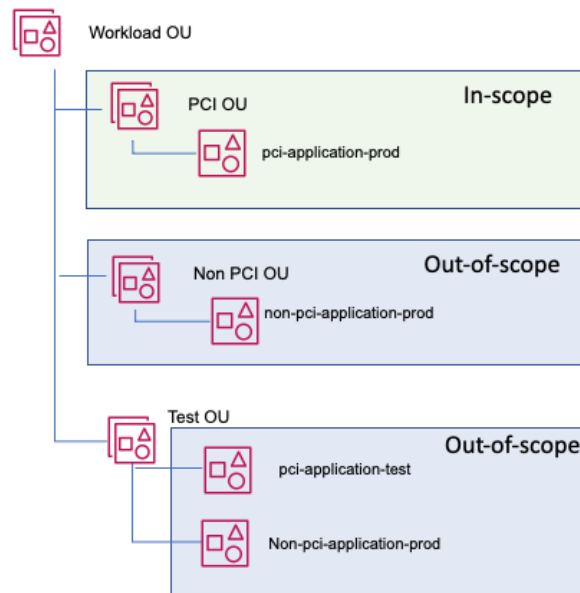 Workload OU
In-scope
PCI OU
pci-application-prod
Out-of-scope
Non PCI OU
non-pci-application-prod
Test OU
Out-of-scope
pci-application-test
Non-pci-application-prod